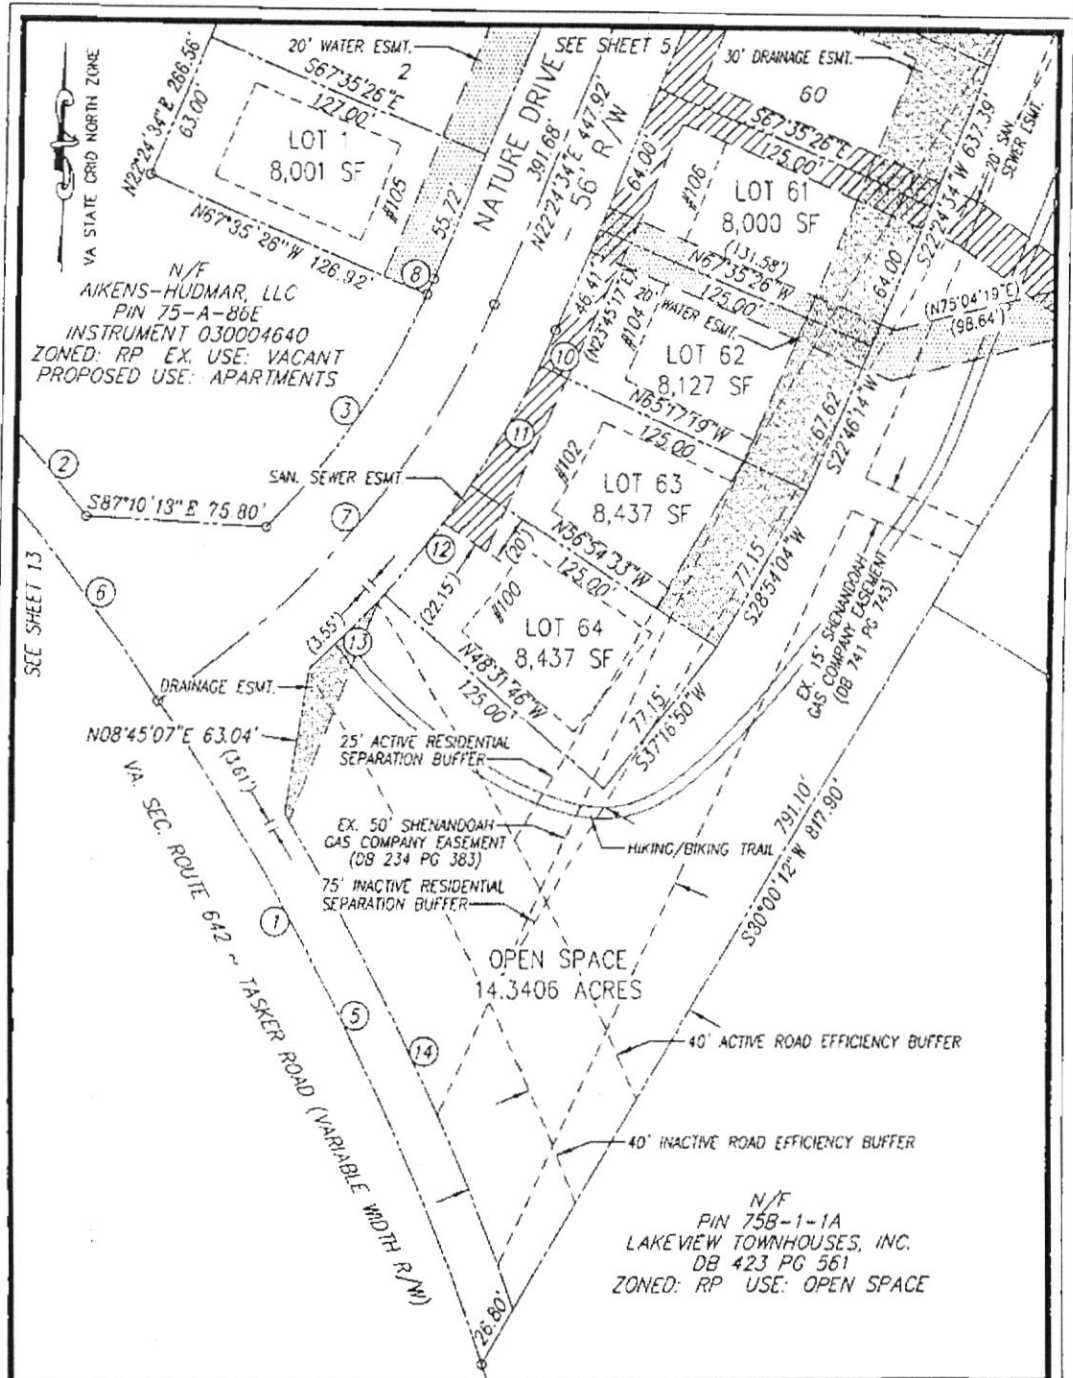 SEE SHEET 5
VA STATE GRID NORTH ZONE
N22°24'34"E 266.56'
63.00'
20' WATER ESMT.
2
S67°35'26"E
127.00'
LOT 1
8,001 SF
#105
55.72'
N67°35'26"W 126.92'
8
NATURE DRIVE
391.68'
N22°24'34"E 447.92'
56' R/W
30' DRAINAGE ESMT.
60
S67°35'26"E
125.00'
64.00
#106
LOT 61
8,000 SF
(131.58')
N67°35'26"W
125.00'
64.00
S22°24'34"W 637.39'
20' SAN.
SEWER ESMT.
(N75°04'19"E)
(98.64')
N/F
AIKENS-HUDMAR, LLC
PIN 75-A-86E
INSTRUMENT 030004640
ZONED: RP EX. USE: VACANT
PROPOSED USE: APARTMENTS
46.41'
(N23°45'17"E)
#104
20' WATER ESMT.
LOT 62
8,127 SF
10
N65°17'19"W
125.00
67.62'
S22°46'14"W
3
2
S87°10'13"E 75.80'
11
SAN. SEWER ESMT.
#102
LOT 63
8,437 SF
7
12
N56°54'33"W
125.00'
77.15'
S28°54'04"W
(20')
(22.15')
#100
LOT 64
8,437 SF
N48°31'46"W
125.00'
77.15'
S37°16'50"W
EX. 15' SHENANDOAH
GAS COMPANY EASEMENT
(DB 741 PG 743)
SEE SHEET 13
6
(3.55')
13
DRAINAGE ESMT.
N08°45'07"E 63.04'
(3.61')
25' ACTIVE RESIDENTIAL
SEPARATION BUFFER
EX. 50' SHENANDOAH
GAS COMPANY EASEMENT
(DB 234 PG 383)
HIKING/BIKING TRAIL
75' INACTIVE RESIDENTIAL
SEPARATION BUFFER
791.10'
S30°00'12"W 817.90'
VA. SEC. ROUTE 642 ~ TASKER ROAD (VARIABLE WIDTH R/W)
1
OPEN SPACE
14.3406 ACRES
5
14
40' ACTIVE ROAD EFFICIENCY BUFFER
40' INACTIVE ROAD EFFICIENCY BUFFER
N/F
PIN 75B-1-1A
LAKEVIEW TOWNHOUSES, INC.
DB 423 PG 561
ZONED: RP USE: OPEN SPACE
26.80'